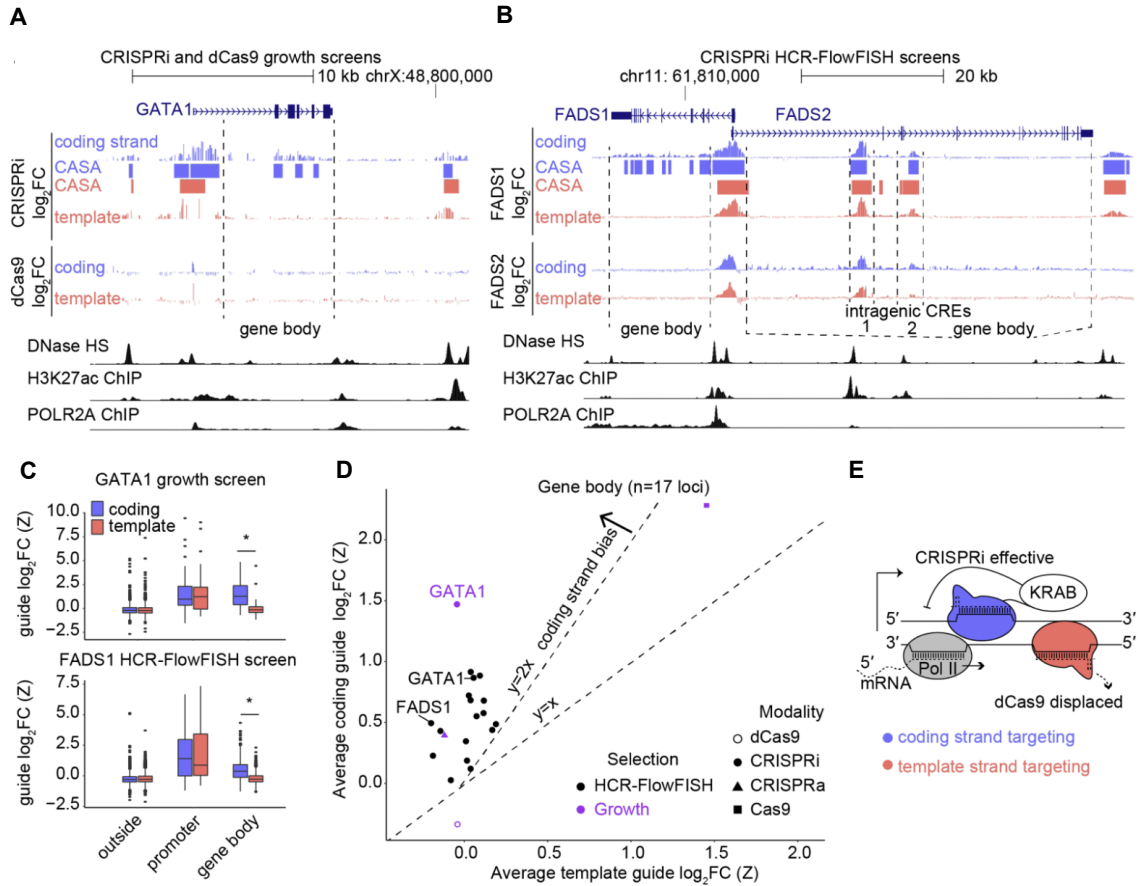 A
CRISPRi and dCas9 growth screens
10 kb chrX:48,800,000
GATA1
CRISPRi
log2FC
coding strand
CASA
CASA
template
dCas9
log2FC
coding
template
gene body
DNase HS
H3K27ac ChIP
POLR2A ChIP
B
CRISPRi HCR-FlowFISH screens
chr11: 61,810,000
20 kb
FADS1
FADS2
FADS1
log2FC
coding
CASA
CASA
template
FADS2
log2FC
coding
template
intragenic CREs
gene body
1
2
gene body
DNase HS
H3K27ac ChIP
POLR2A ChIP
C
GATA1 growth screen
guide log2FC (Z)
10.0
7.5
5.0
2.5
0.0
−2.5
coding
template
*
FADS1 HCR-FlowFISH screen
guide log2FC (Z)
7.5
5.0
2.5
0.0
−2.5
*
outside
promoter
gene body
D
Gene body (n=17 loci)
Average coding guide log2FC (Z)
2.0
1.5
1.0
0.5
0.0
GATA1
GATA1
FADS1
y=2x
coding strand bias
y=x
Selection
HCR-FlowFISH
Growth
Modality
dCas9
CRISPRi
CRISPRa
Cas9
0.0
0.5
1.0
1.5
2.0
Average template guide log2FC (Z)
E
CRISPRi effective
KRAB
5′
3′
3′
5′
5′
Pol II
mRNA
dCas9 displaced
coding strand targeting
template strand targeting